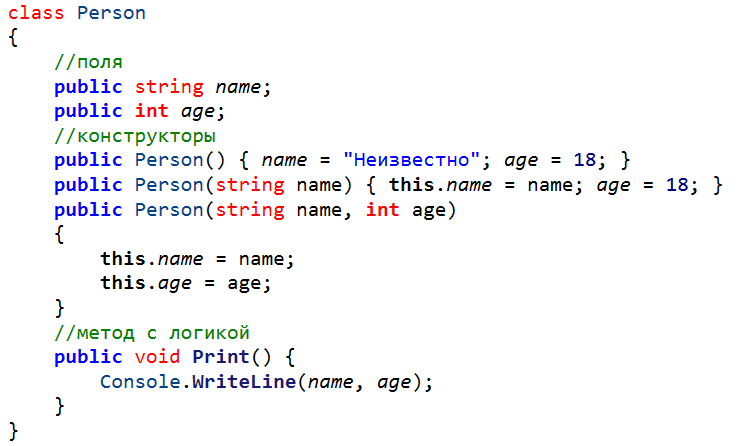 class Person
{
    //поля
    public string name;
    public int age;
    //конструкторы
    public Person() { name = "Неизвестно"; age = 18; }
    public Person(string name) { this.name = name; age = 18; }
    public Person(string name, int age)
    {
        this.name = name;
        this.age = age;
    }
    //метод с логикой
    public void Print() {
        Console.WriteLine(name, age);
    }
}